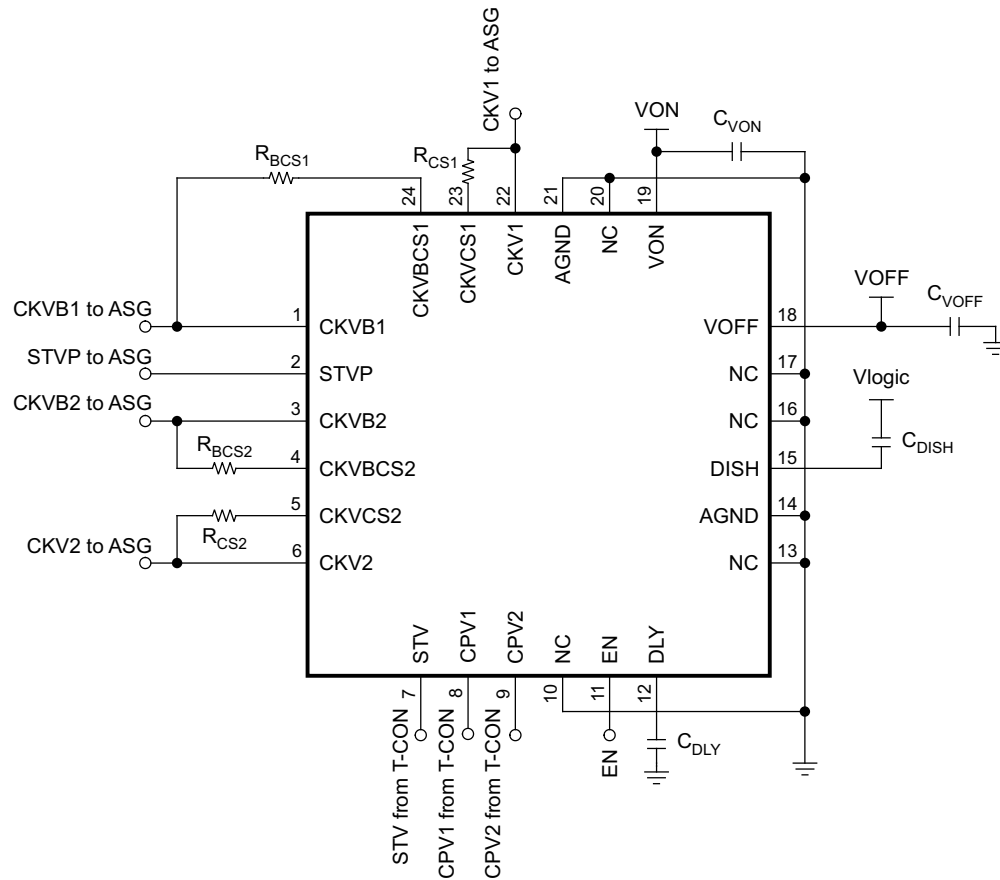 CKV1 to ASG
VON
C_VON
R_BCS1
R_CS1
24
23
22
21
20
19
CKVBCS1
CKVCS1
CKV1
AGND
NC
VON
CKVB1 to ASG
1
CKVB1
STVP to ASG
2
STVP
CKVB2 to ASG
3
CKVB2
R_BCS2
4
CKVBCS2
5
CKVCS2
R_CS2
CKV2 to ASG
6
CKV2
VOFF
C_VOFF
VOFF
18
NC
17
Vlogic
NC
16
C_DISH
DISH
15
AGND
14
NC
13
STV
CPV1
CPV2
NC
EN
DLY
7
8
9
10
11
12
STV from T-CON
CPV1 from T-CON
CPV2 from T-CON
EN
C_DLY